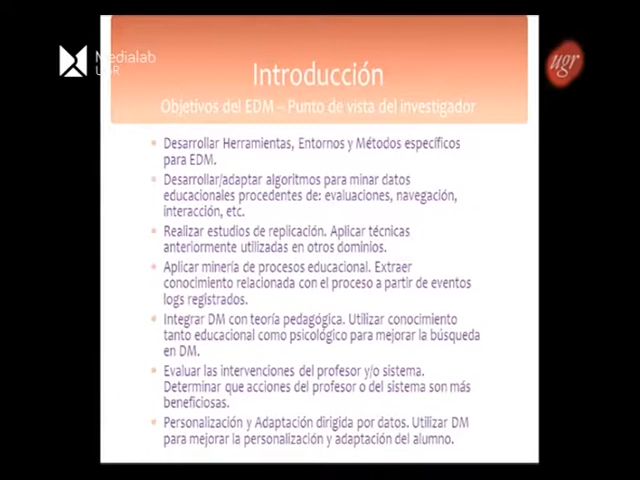 Medialab
UGR
ugr
Introducción
Objetivos del EDM – Punto de vista del investigador
Desarrollar Herramientas, Entornos y Métodos específicos
para EDM.
Desarrollar/adaptar algoritmos para minar datos
educacionales procedentes de: evaluaciones, navegación,
interacción, etc.
Realizar estudios de replicación. Aplicar técnicas
anteriormente utilizadas en otros dominios.
Aplicar minería de procesos educacional. Extraer
conocimiento relacionada con el proceso a partir de eventos
logs registrados.
Integrar DM con teoría pedagógica. Utilizar conocimiento
tanto educacional como psicológico para mejorar la búsqueda
en DM.
Evaluar las intervenciones del profesor y/o sistema.
Determinar que acciones del profesor o del sistema son más
beneficiosas.
Personalización y Adaptación dirigida por datos. Utilizar DM
para mejorar la personalización y adaptación del alumno.